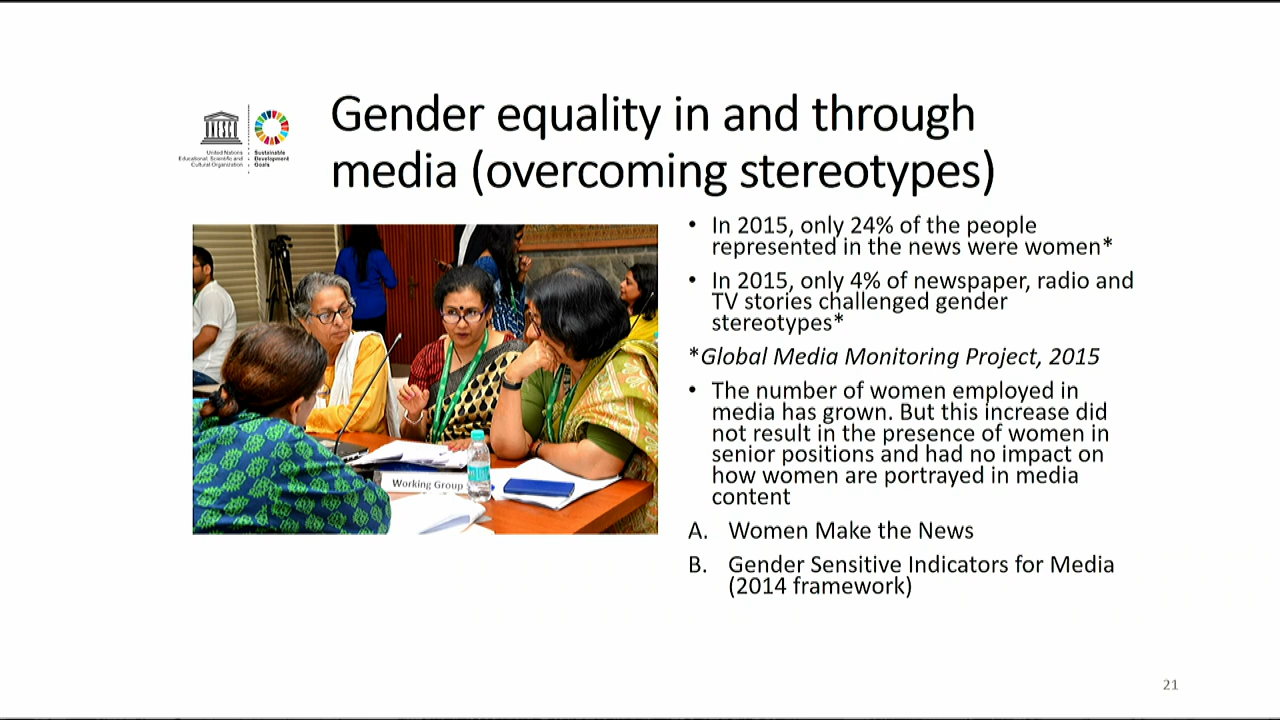 United Nations
Educational, Scientific and
Cultural Organization
Sustainable
Development
Goals
Gender equality in and through
media (overcoming stereotypes)
• In 2015, only 24% of the people
represented in the news were women*
• In 2015, only 4% of newspaper, radio and
TV stories challenged gender
stereotypes*
*Global Media Monitoring Project, 2015
• The number of women employed in
media has grown. But this increase did
not result in the presence of women in
senior positions and had no impact on
how women are portrayed in media
content
A. Women Make the News
B. Gender Sensitive Indicators for Media
(2014 framework)
Working Group
21